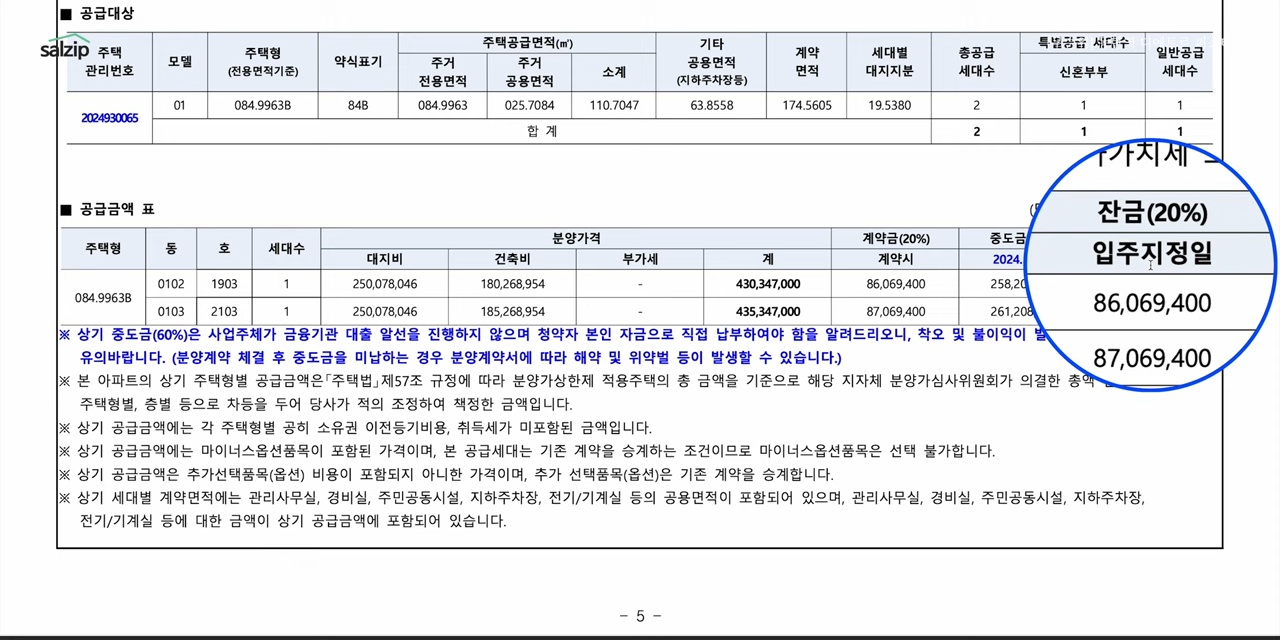 ■ 공급대상
salzip
주택 관리번호 모델 주택형 (전용면적기준) 약식표기 주택공급면적(㎡) 기타 공용면적 (지하주차장등) 계약 면적 세대별 대지지분 총공급 세대수 특별공급 세대수 일반공급 세대수
주거 전용면적 주거 공용면적 소계 신혼부부
2024930065 01 084.9963B 84B 084.9963 025.7084 110.7047 63.8558 174.5605 19.5380 2 1 1
합 계 2 1 1
■ 공급금액 표
주택형 동 호 세대수 분양가격 계약금(20%) 중도금
대지비 건축비 부가세 계 계약시 2024.
084.9963B 0102 1903 1 250,078,046 180,268,954 - 430,347,000 86,069,400 258,20
0103 2103 1 250,078,046 185,268,954 - 435,347,000 87,069,400 261,208
가치세
잔금(20%)
입주지정일
86,069,400
87,069,400
※ 상기 중도금(60%)은 사업주체가 금융기관 대출 알선을 진행하지 않으며 청약자 본인 자금으로 직접 납부하여야 함을 알려드리오니, 착오 및 불이익이
유의바랍니다. (분양계약 체결 후 중도금을 미납하는 경우 분양계약서에 따라 해약 및 위약벌 등이 발생할 수 있습니다.)
※ 본 아파트의 상기 주택형별 공급금액은「주택법」제57조 규정에 따라 분양가상한제 적용주택의 총 금액을 기준으로 해당 지자체 분양가심사위원회가 의결한 총액
주택형별, 층별 등으로 차등을 두어 당사가 적의 조정하여 책정한 금액입니다.
※ 상기 공급금액에는 각 주택형별 공히 소유권 이전등기비용, 취득세가 미포함된 금액입니다.
※ 상기 공급금액에는 마이너스옵션품목이 포함된 가격이며, 본 공급세대는 기존 계약을 승계하는 조건이므로 마이너스옵션품목은 선택 불가합니다.
※ 상기 공급금액은 추가선택품목(옵션) 비용이 포함되지 아니한 가격이며, 추가 선택품목(옵션)은 기존 계약을 승계합니다.
※ 상기 세대별 계약면적에는 관리사무실, 경비실, 주민공동시설, 지하주차장, 전기/기계실 등의 공용면적이 포함되어 있으며, 관리사무실, 경비실, 주민공동시설, 지하주차장,
전기/기계실 등에 대한 금액이 상기 공급금액에 포함되어 있습니다.
- 5 -